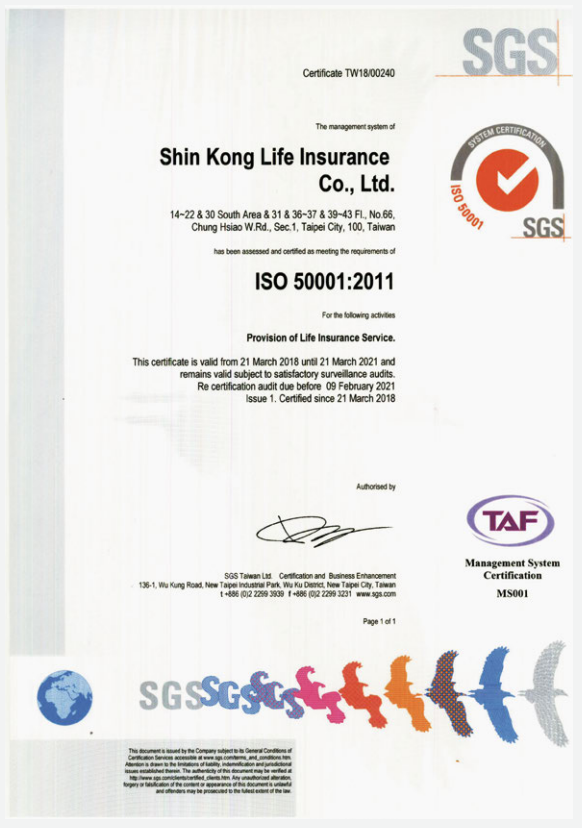 SGS
Certificate TW18/00240
The management system of
Shin Kong Life Insurance
Co., Ltd.
14~22 & 30 South Area & 31 & 36~37 & 39~43 Fl., No.66,
Chung Hsiao W.Rd., Sec.1, Taipei City, 100, Taiwan
has been assessed and certified as meeting the requirements of
ISO 50001:2011
For the following activities
Provision of Life Insurance Service.
This certificate is valid from 21 March 2018 until 21 March 2021 and
remains valid subject to satisfactory surveillance audits.
Re certification audit due before 09 February 2021
Issue 1. Certified since 21 March 2018
SYSTEM CERTIFICATION
ISO 50001
SGS
Authorised by
SGS Taiwan Ltd. Certification and Business Enhancement
136-1, Wu Kung Road, New Taipei Industrial Park, Wu Ku District, New Taipei City, Taiwan
t +886 (0)2 2299 3939 f +886 (0)2 2299 3231 www.sgs.com
Page 1 of 1
TAF
Management System
Certification
MS001
SGSSGSGS
This document is issued by the Company subject to its General Conditions of
Certification Services accessible at www.sgs.com/terms_and_conditions.htm.
Attention is drawn to the limitations of liability, indemnification and jurisdictional
issues established therein. The authenticity of this document may be verified at
http://www.sgs.com/clients/certified_clients.htm. Any unauthorized alteration,
forgery or falsification of the content or appearance of this document is unlawful
and offenders may be prosecuted to the fullest extent of the law.